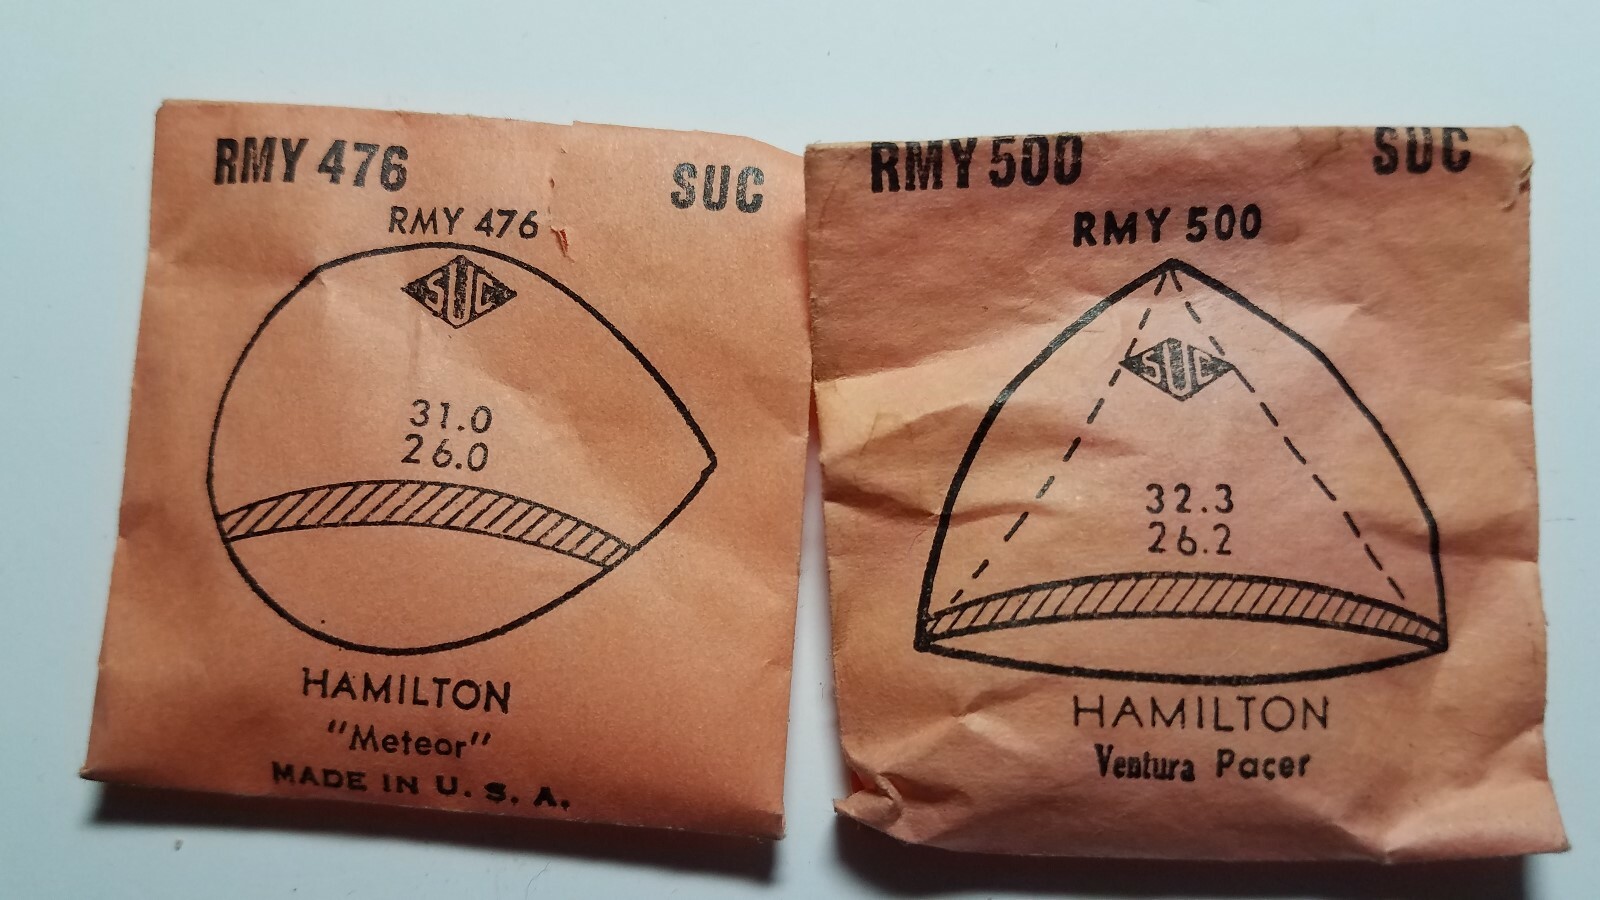 RMY 476 SUC
RMY 476
SUC
31.0
26.0
HAMILTON
"Meteor"
MADE IN U. S. A.
RMY 500 SUC
RMY 500
SUC
32.3
26.2
HAMILTON
Ventura Pacer